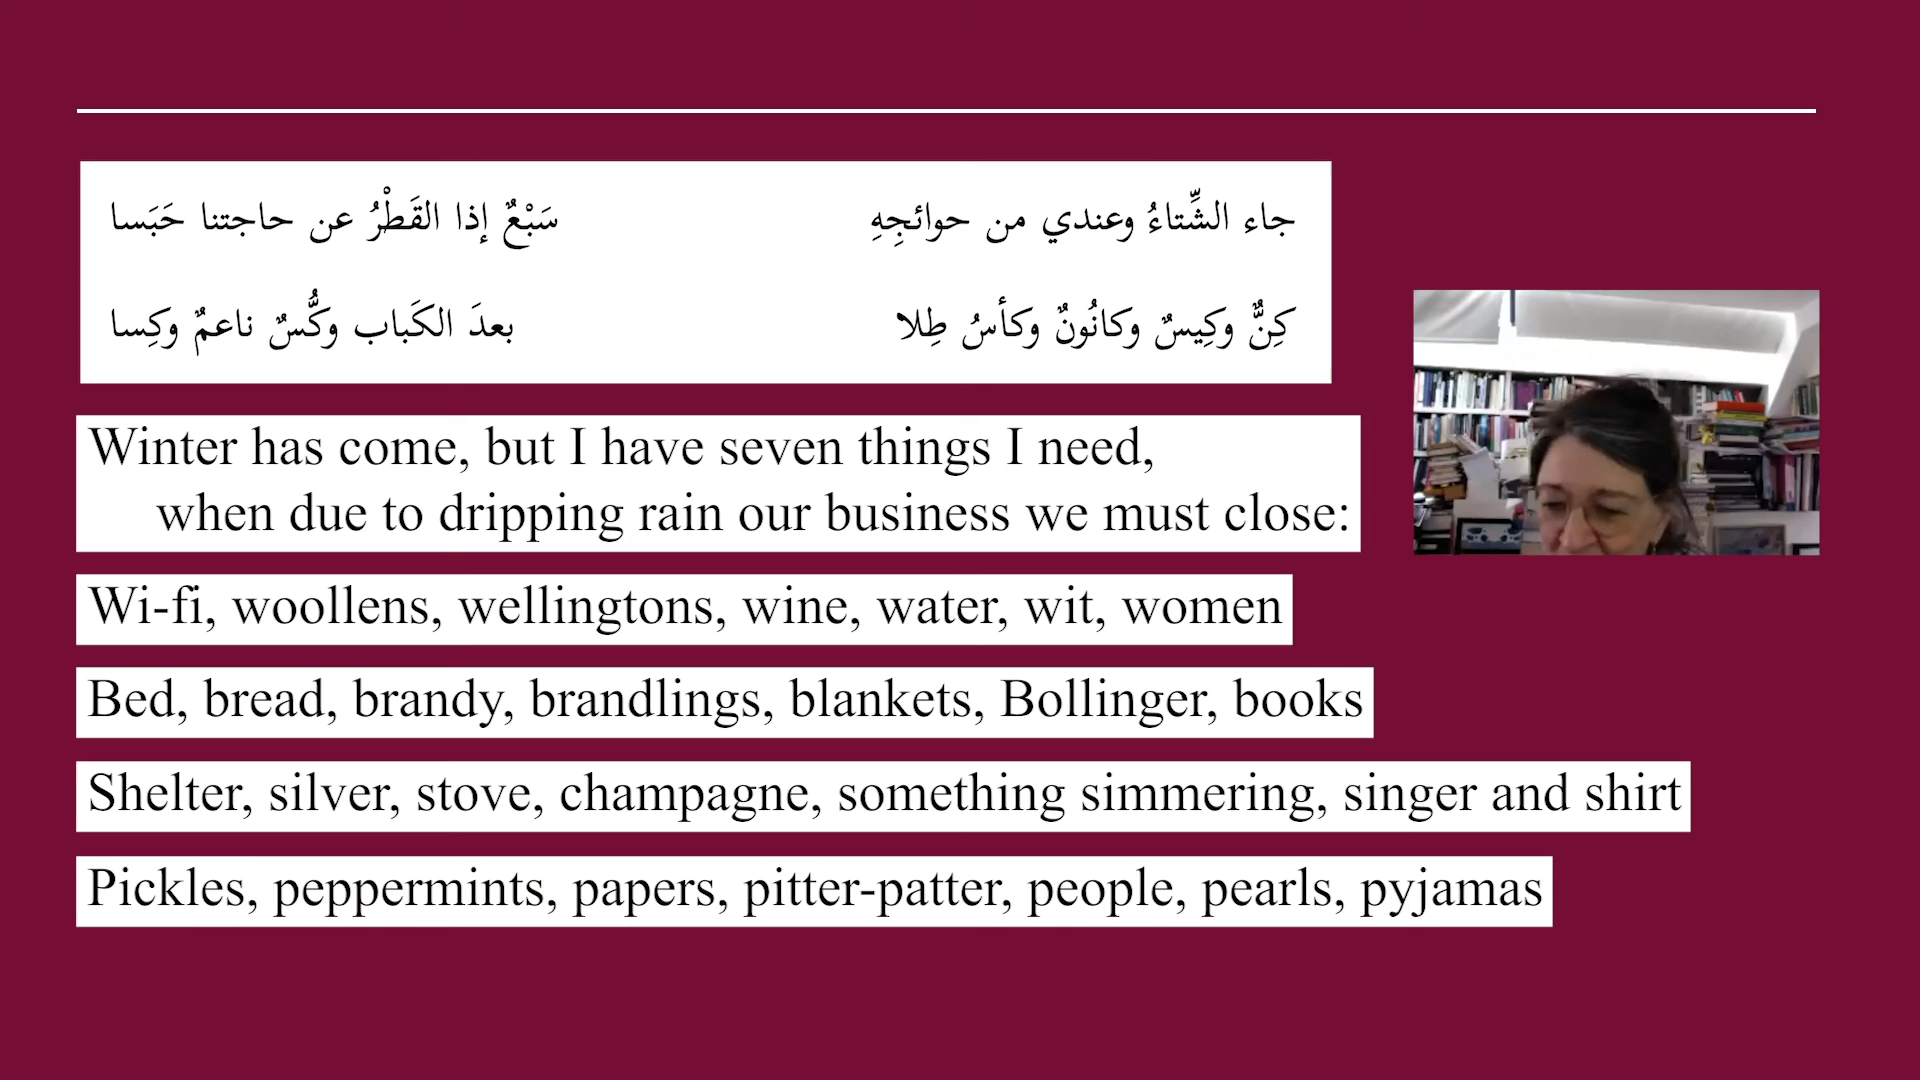 جاء الشِّتاءُ وعندي من حوائجِهِ سَبْعٌ إذا القَطْرُ عن حاجتنا حَبَسا
كِنٌّ وكِيسٌ وكانُونٌ وكأسُ طِلا بعدَ الكَباب وكُّسٌ ناعمٌ وكِسا
Winter has come, but I have seven things I need,
when due to dripping rain our business we must close:
Wi-fi, woollens, wellingtons, wine, water, wit, women
Bed, bread, brandy, brandlings, blankets, Bollinger, books
Shelter, silver, stove, champagne, something simmering, singer and shirt
Pickles, peppermints, papers, pitter-patter, people, pearls, pyjamas